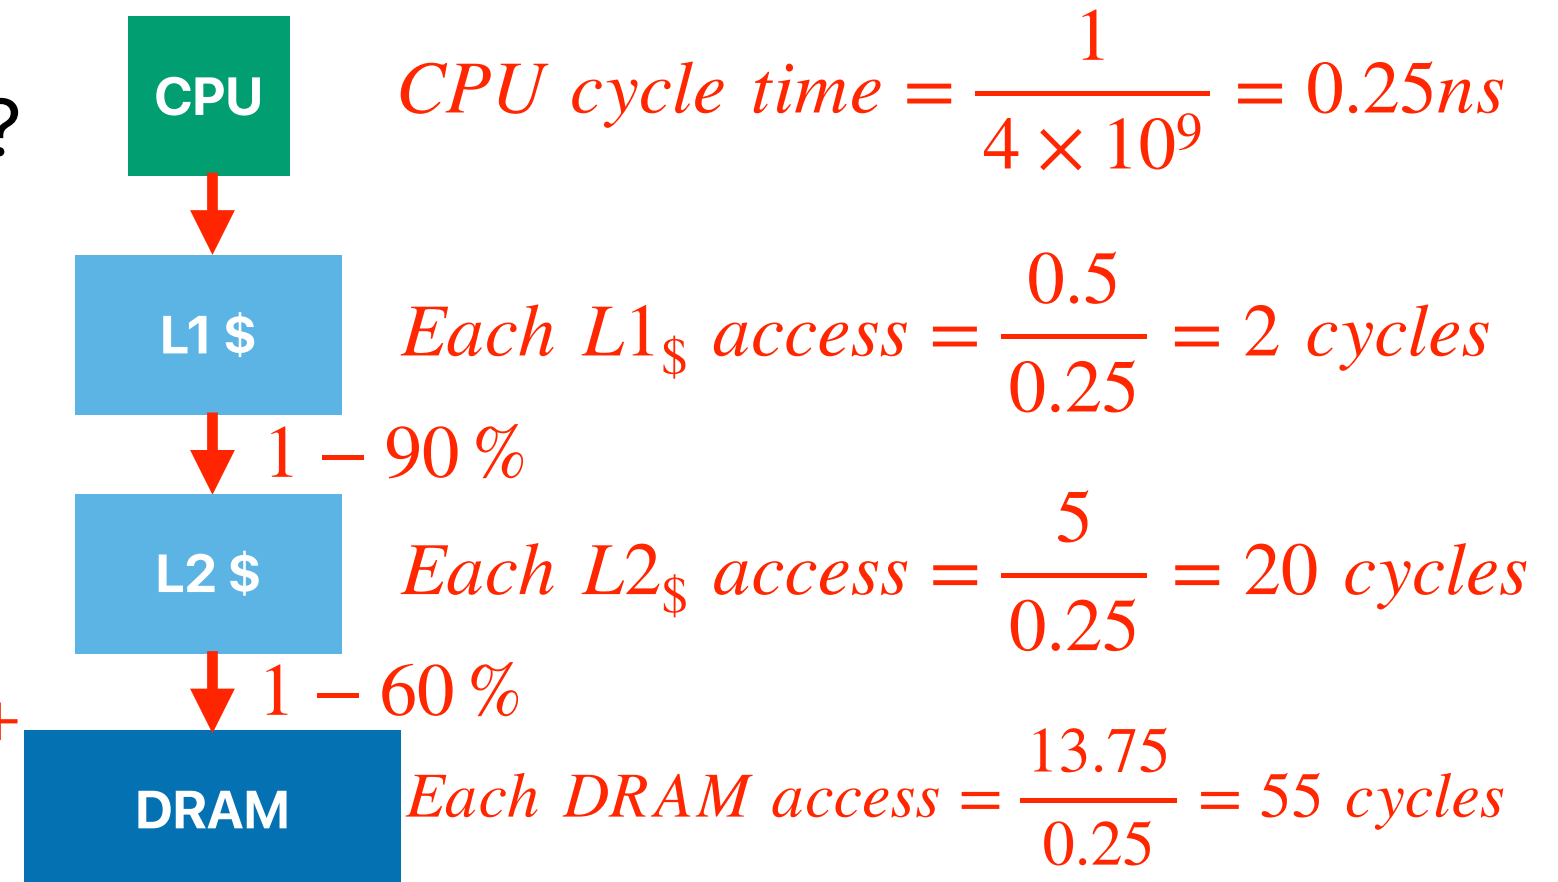 CPU
CPU cycle time = 1 / (4 × 10⁹) = 0.25ns
?
L1 $
Each L1$ access = 0.5 / 0.25 = 2 cycles
1 − 90 %
L2 $
Each L2$ access = 5 / 0.25 = 20 cycles
1 − 60 %
+
DRAM
Each DRAM access = 13.75 / 0.25 = 55 cycles